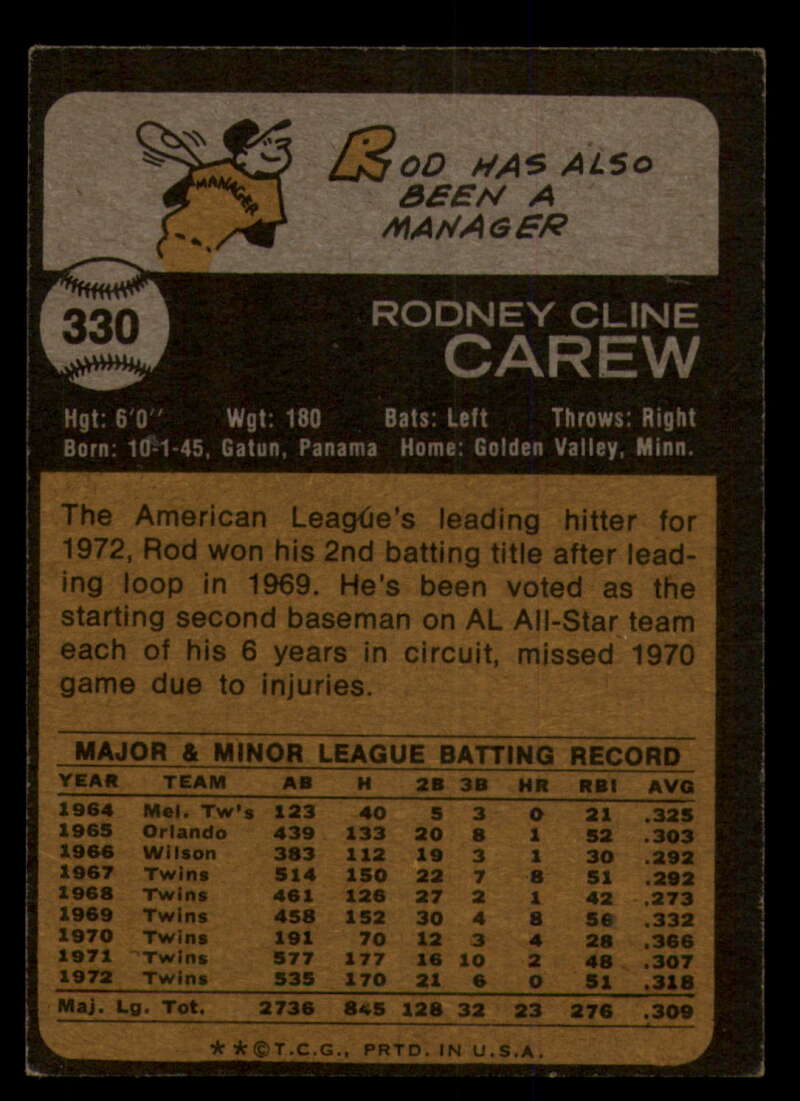 MANAGER
ROD HAS ALSO
BEEN A
MANAGER
330
RODNEY CLINE
CAREW
Hgt: 6'0" Wgt: 180 Bats: Left Throws: Right
Born: 10-1-45, Gatun, Panama Home: Golden Valley, Minn.
The American League's leading hitter for
1972, Rod won his 2nd batting title after lead-
ing loop in 1969. He's been voted as the
starting second baseman on AL All-Star team
each of his 6 years in circuit, missed 1970
game due to injuries.
MAJOR & MINOR LEAGUE BATTING RECORD
YEAR TEAM AB H 2B 3B HR RBI AVG
1964 Mel. Tw's 123 40 5 3 0 21 .325
1965 Orlando 439 133 20 8 1 52 .303
1966 Wilson 383 112 19 3 1 30 .292
1967 Twins 514 150 22 7 8 51 .292
1968 Twins 461 126 27 2 1 42 .273
1969 Twins 458 152 30 4 8 56 .332
1970 Twins 191 70 12 3 4 28 .366
1971 Twins 577 177 16 10 2 48 .307
1972 Twins 535 170 21 6 0 51 .318
Maj. Lg. Tot. 2736 845 128 32 23 276 .309
**©T.C.G., PRTD. IN U.S.A.